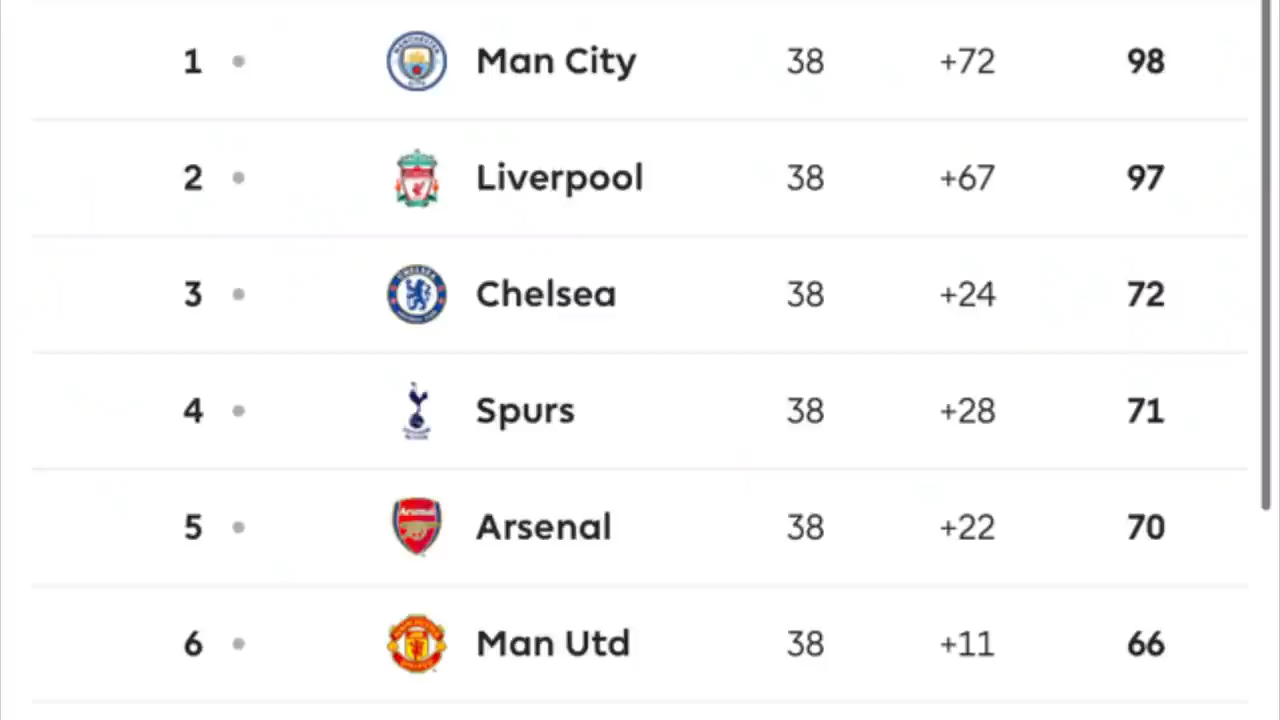 1 Man City 38 +72 98
2 Liverpool 38 +67 97
3 Chelsea 38 +24 72
4 Spurs 38 +28 71
5 Arsenal 38 +22 70
6 Man Utd 38 +11 66